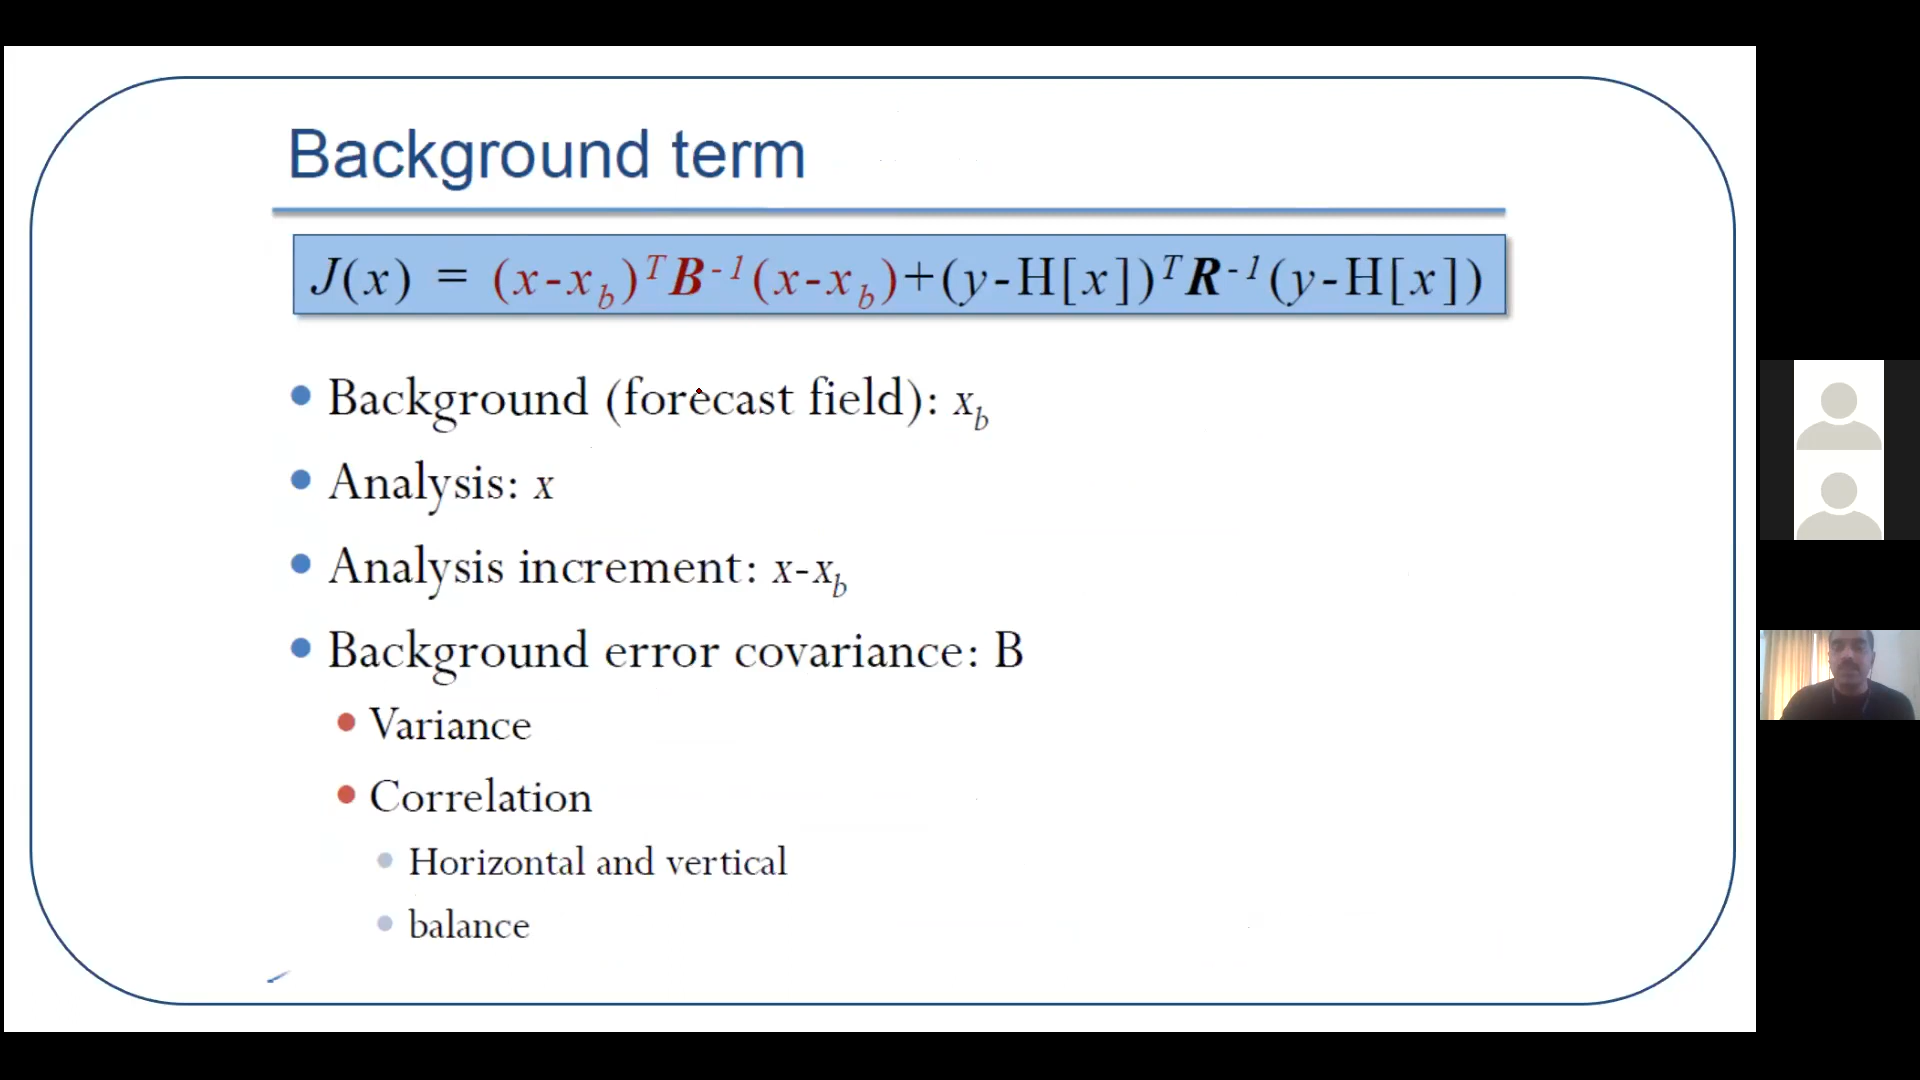 Background term
J(x) = (x-x_b)^T B^-1 (x-x_b)+(y-H[x])^T R^-1 (y-H[x])
Background (forecast field): x_b
Analysis: x
Analysis increment: x-x_b
Background error covariance: B
Variance
Correlation
Horizontal and vertical
balance